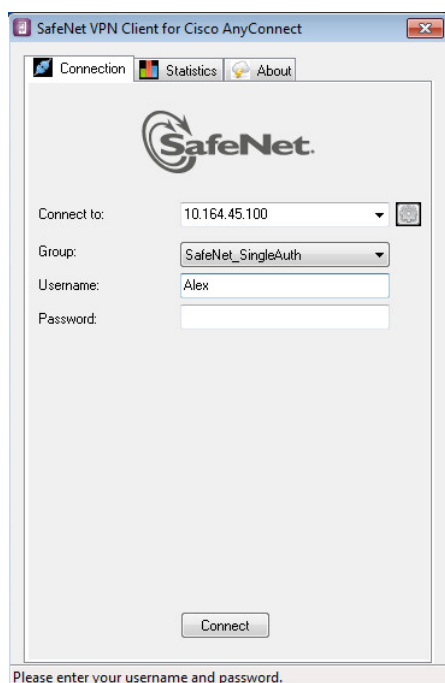 SafeNet VPN Client for Cisco AnyConnect
Connection Statistics About
SafeNet.
Connect to: 10.164.45.100
Group: SafeNet_SingleAuth
Username: Alex
Password:
Connect
Please enter your username and password.